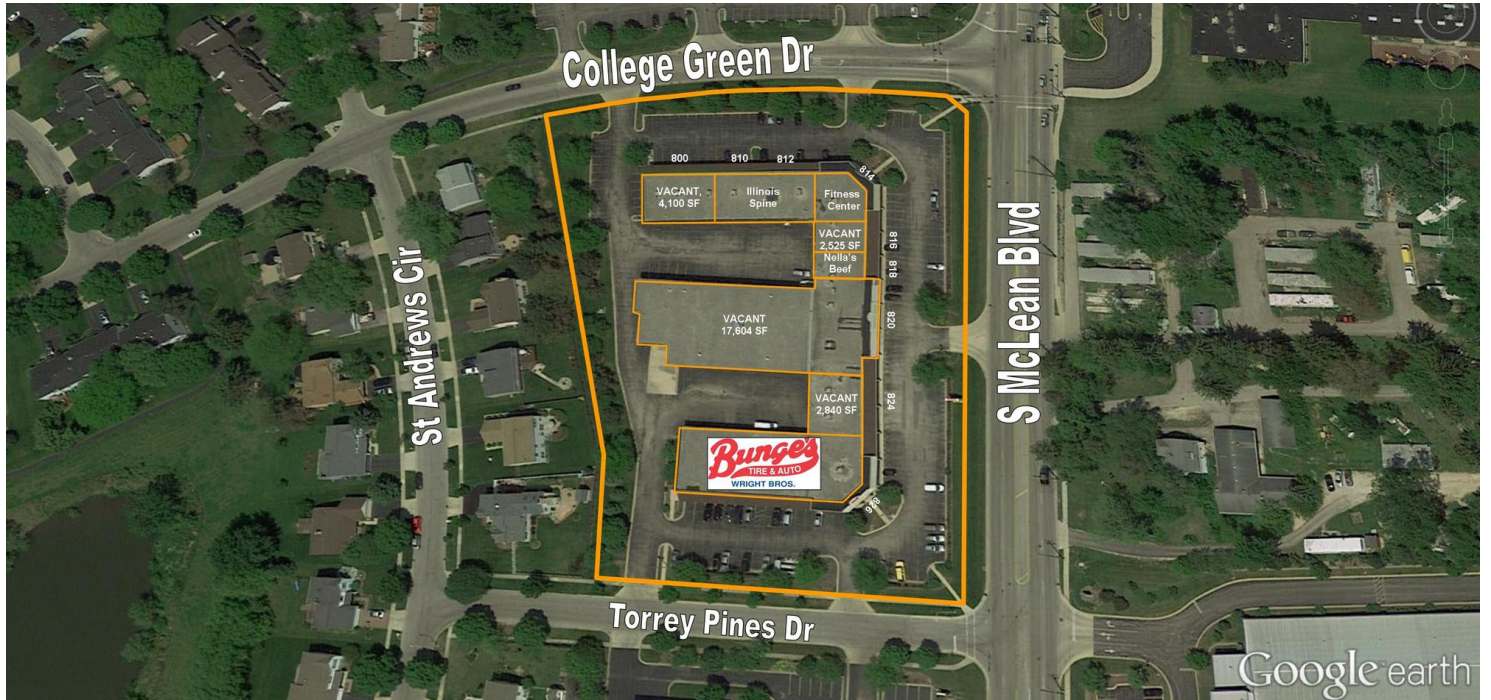 College Green Dr
800
810
812
814
VACANT,
4,100 SF
Illinois
Spine
Fitness
Center
VACANT
2,525 SF
816
Nella's
Beef
818
VACANT
17,604 SF
820
VACANT
2,840 SF
824
Bunge's
TIRE & AUTO
WRIGHT BROS.
828
St Andrews Cir
S McLean Blvd
Torrey Pines Dr
Google earth